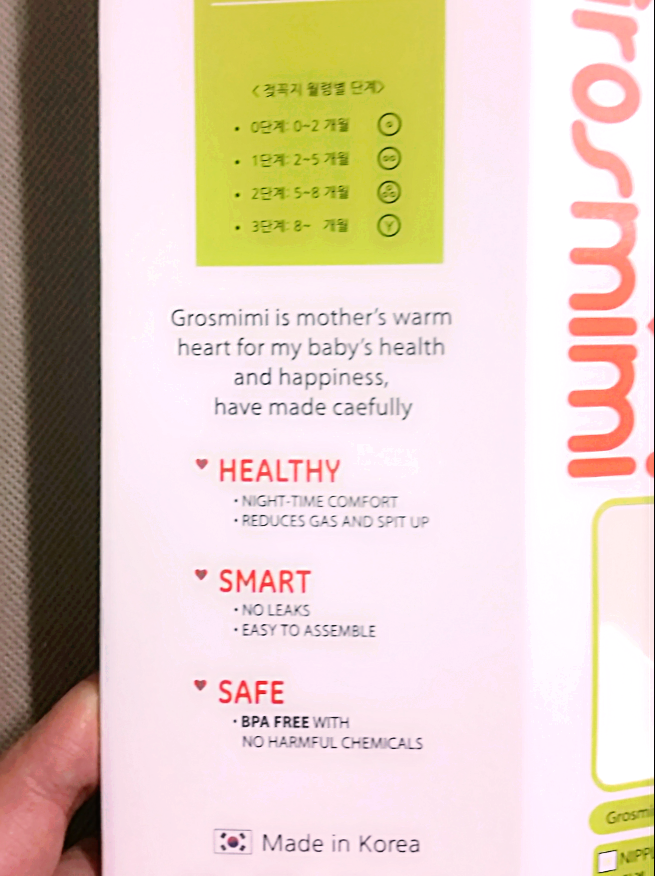 < 젖꼭지 월령별 단계>
• 0단계: 0~2 개월
• 1단계: 2~5 개월
• 2단계: 5~8 개월
• 3단계: 8~ 개월 Y
Grosmimi is mother's warm
heart for my baby's health
and happiness,
have made caefully
HEALTHY
• NIGHT-TIME COMFORT
• REDUCES GAS AND SPIT UP
SMART
• NO LEAKS
• EASY TO ASSEMBLE
SAFE
• BPA FREE WITH
NO HARMFUL CHEMICALS
Made in Korea
rosmimi
Grosmi
NIPPL